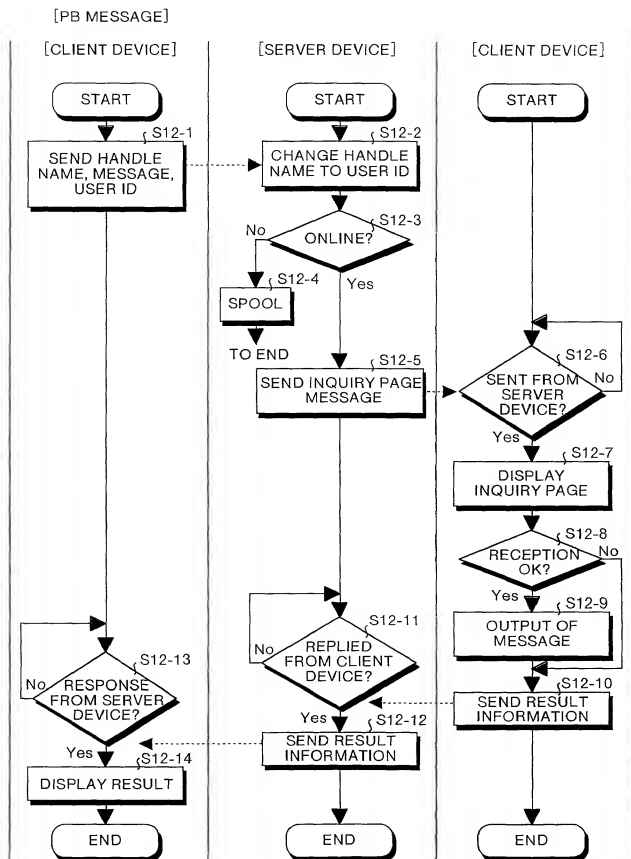 [PB MESSAGE]
[CLIENT DEVICE]
[SERVER DEVICE]
[CLIENT DEVICE]
START
START
START
S12-1
SEND HANDLE
NAME, MESSAGE,
USER ID
S12-2
CHANGE HANDLE
NAME TO USER ID
S12-3
ONLINE?
No
Yes
S12-4
SPOOL
TO END
S12-5
SEND INQUIRY PAGE
MESSAGE
S12-6
SENT FROM
SERVER
DEVICE?
No
Yes
S12-7
DISPLAY
INQUIRY PAGE
S12-8
RECEPTION
OK?
No
Yes
S12-9
OUTPUT OF
MESSAGE
S12-10
SEND RESULT
INFORMATION
S12-11
REPLIED
FROM CLIENT
DEVICE?
No
Yes
S12-12
SEND RESULT
INFORMATION
S12-13
RESPONSE
FROM SERVER
DEVICE?
No
Yes
S12-14
DISPLAY RESULT
END
END
END